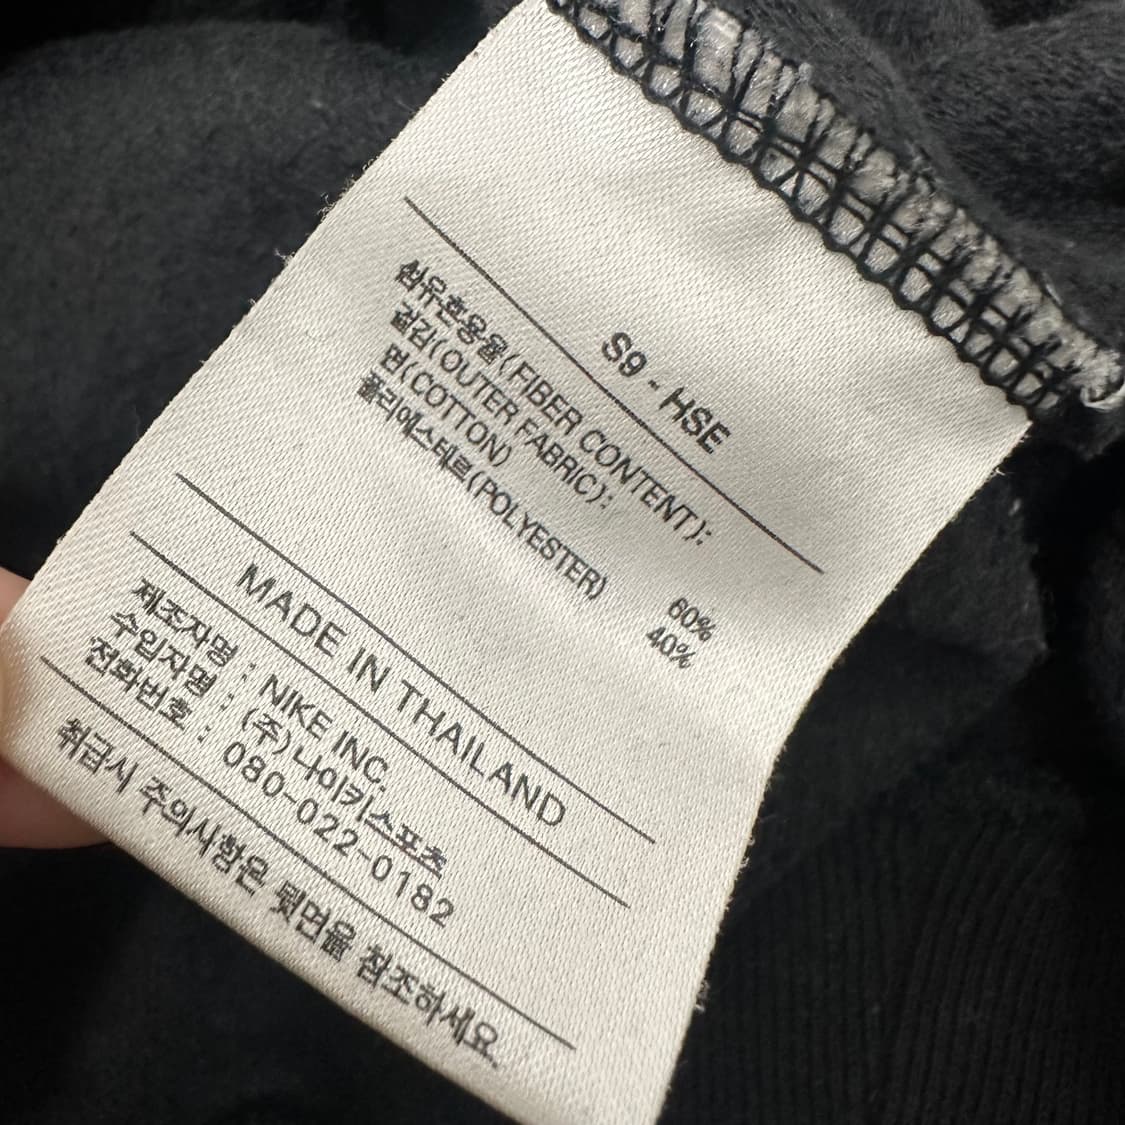 S9 - HSE
섬유혼용율(FIBER CONTENT):
겉감(OUTER FABRIC):
면(COTTON) 60%
폴리에스테르(POLYESTER) 40%
MADE IN THAILAND
제조자명 : NIKE INC.
수입자명 : (주)나이키스포츠
전화번호 : 080-022-0182
취급시 주의사항은 뒷면을 참조하세요.